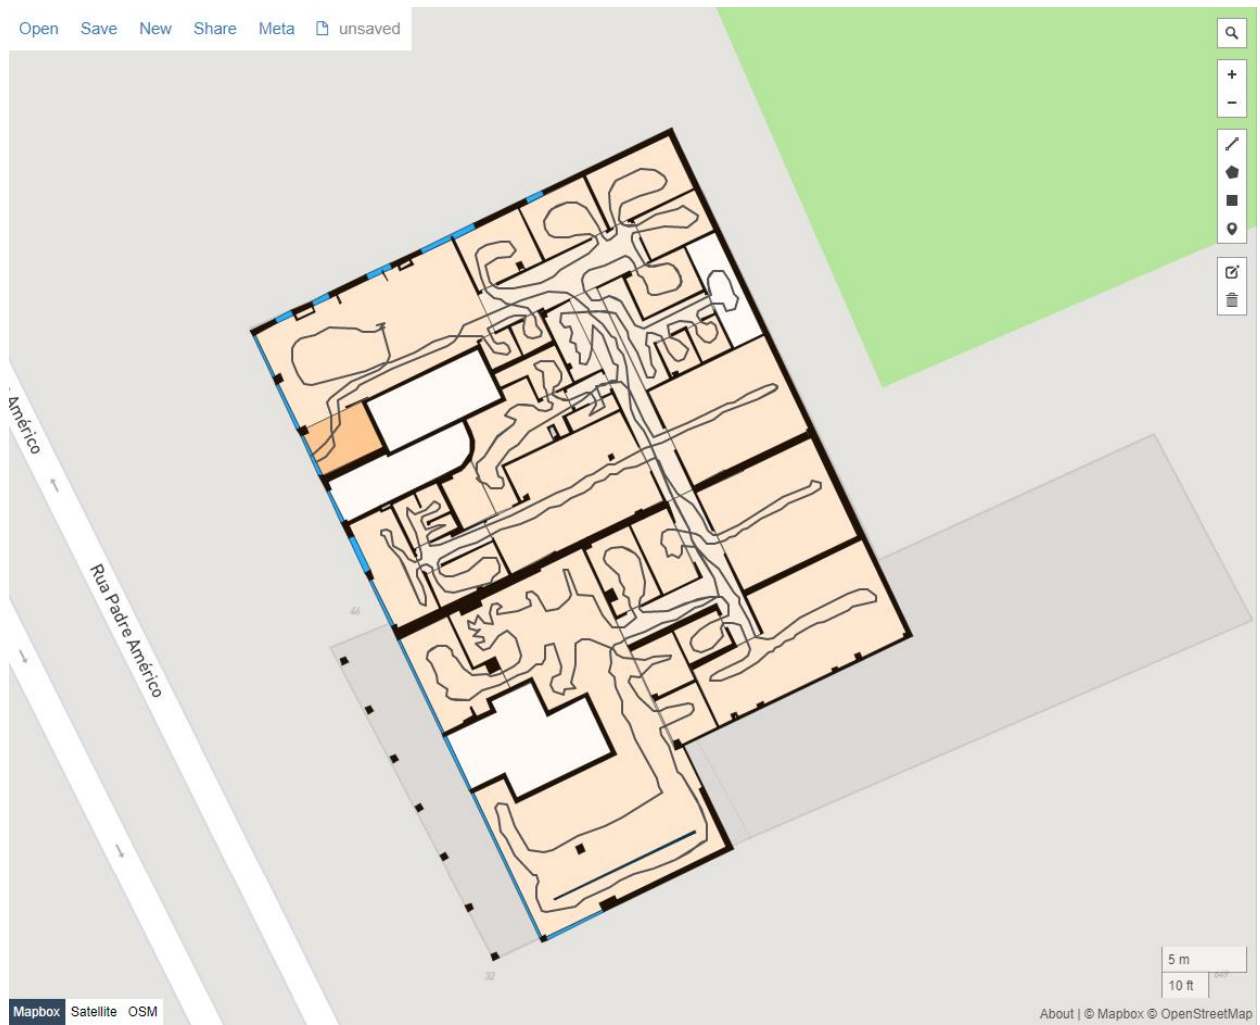 Open Save New Share Meta unsaved
Américo
Rua Padre Américo
46
32
5 m
10 ft
Mapbox Satellite OSM
About | © Mapbox © OpenStreetMap